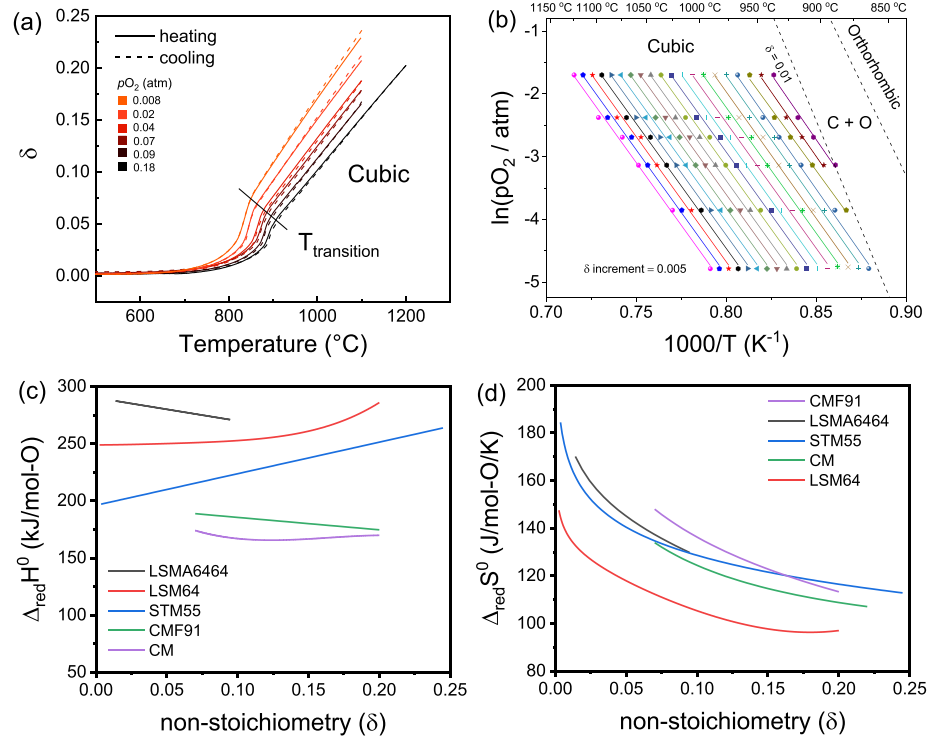 (a)
heating
cooling
pO2 (atm)
0.008
0.02
0.04
0.07
0.09
0.18
Cubic
Ttransition
δ
0.25
0.20
0.15
0.10
0.05
0.00
600 800 1000 1200
Temperature (°C)
(b)
1150 °C 1100 °C 1050 °C 1000 °C 950 °C 900 °C 850 °C
Cubic
δ = 0.01
Orthorhombic
C + O
δ increment = 0.005
ln(pO2 / atm)
-1
-2
-3
-4
-5
0.70 0.75 0.80 0.85 0.90
1000/T (K-1)
(c)
ΔredH0 (kJ/mol-O)
300
250
200
150
100
50
LSMA6464
LSM64
STM55
CMF91
CM
0.00 0.05 0.10 0.15 0.20 0.25
non-stoichiometry (δ)
(d)
CMF91
LSMA6464
STM55
CM
LSM64
ΔredS0 (J/mol-O/K)
200
180
160
140
120
100
80
0.00 0.05 0.10 0.15 0.20 0.25
non-stoichiometry (δ)